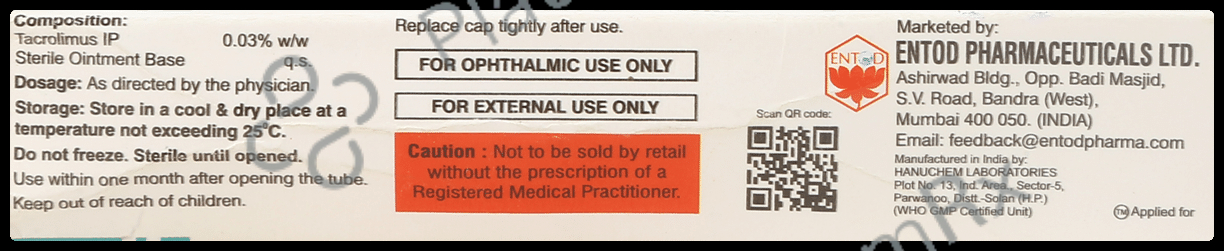 Composition:
Tacrolimus IP 0.03% w/w
Sterile Ointment Base q.s.
Dosage: As directed by the physician.
Storage: Store in a cool & dry place at a
temperature not exceeding 25°C.
Do not freeze. Sterile until opened.
Use within one month after opening the tube.
Keep out of reach of children.
Replace cap tightly after use.
FOR OPHTHALMIC USE ONLY
FOR EXTERNAL USE ONLY
Caution : Not to be sold by retail
without the prescription of a
Registered Medical Practitioner.
Scan QR code:
ENTOD
Marketed by:
ENTOD PHARMACEUTICALS LTD.
Ashirwad Bldg., Opp. Badi Masjid,
S.V. Road, Bandra (West),
Mumbai 400 050. (INDIA)
Email: feedback@entodpharma.com
Manufactured in India by:
HANUCHEM LABORATORIES
Plot No. 13, Ind. Area., Sector-5,
Parwanoo, Distt.-Solan (H.P.)
(WHO GMP Certified Unit)
TM Applied for